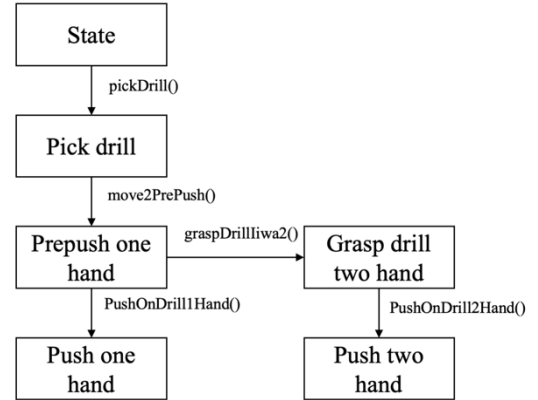 State
pickDrill()
Pick drill
move2PrePush()
Prepush one
hand
graspDrillIiwa2()
Grasp drill
two hand
PushOnDrill1Hand()
PushOnDrill2Hand()
Push one
hand
Push two
hand